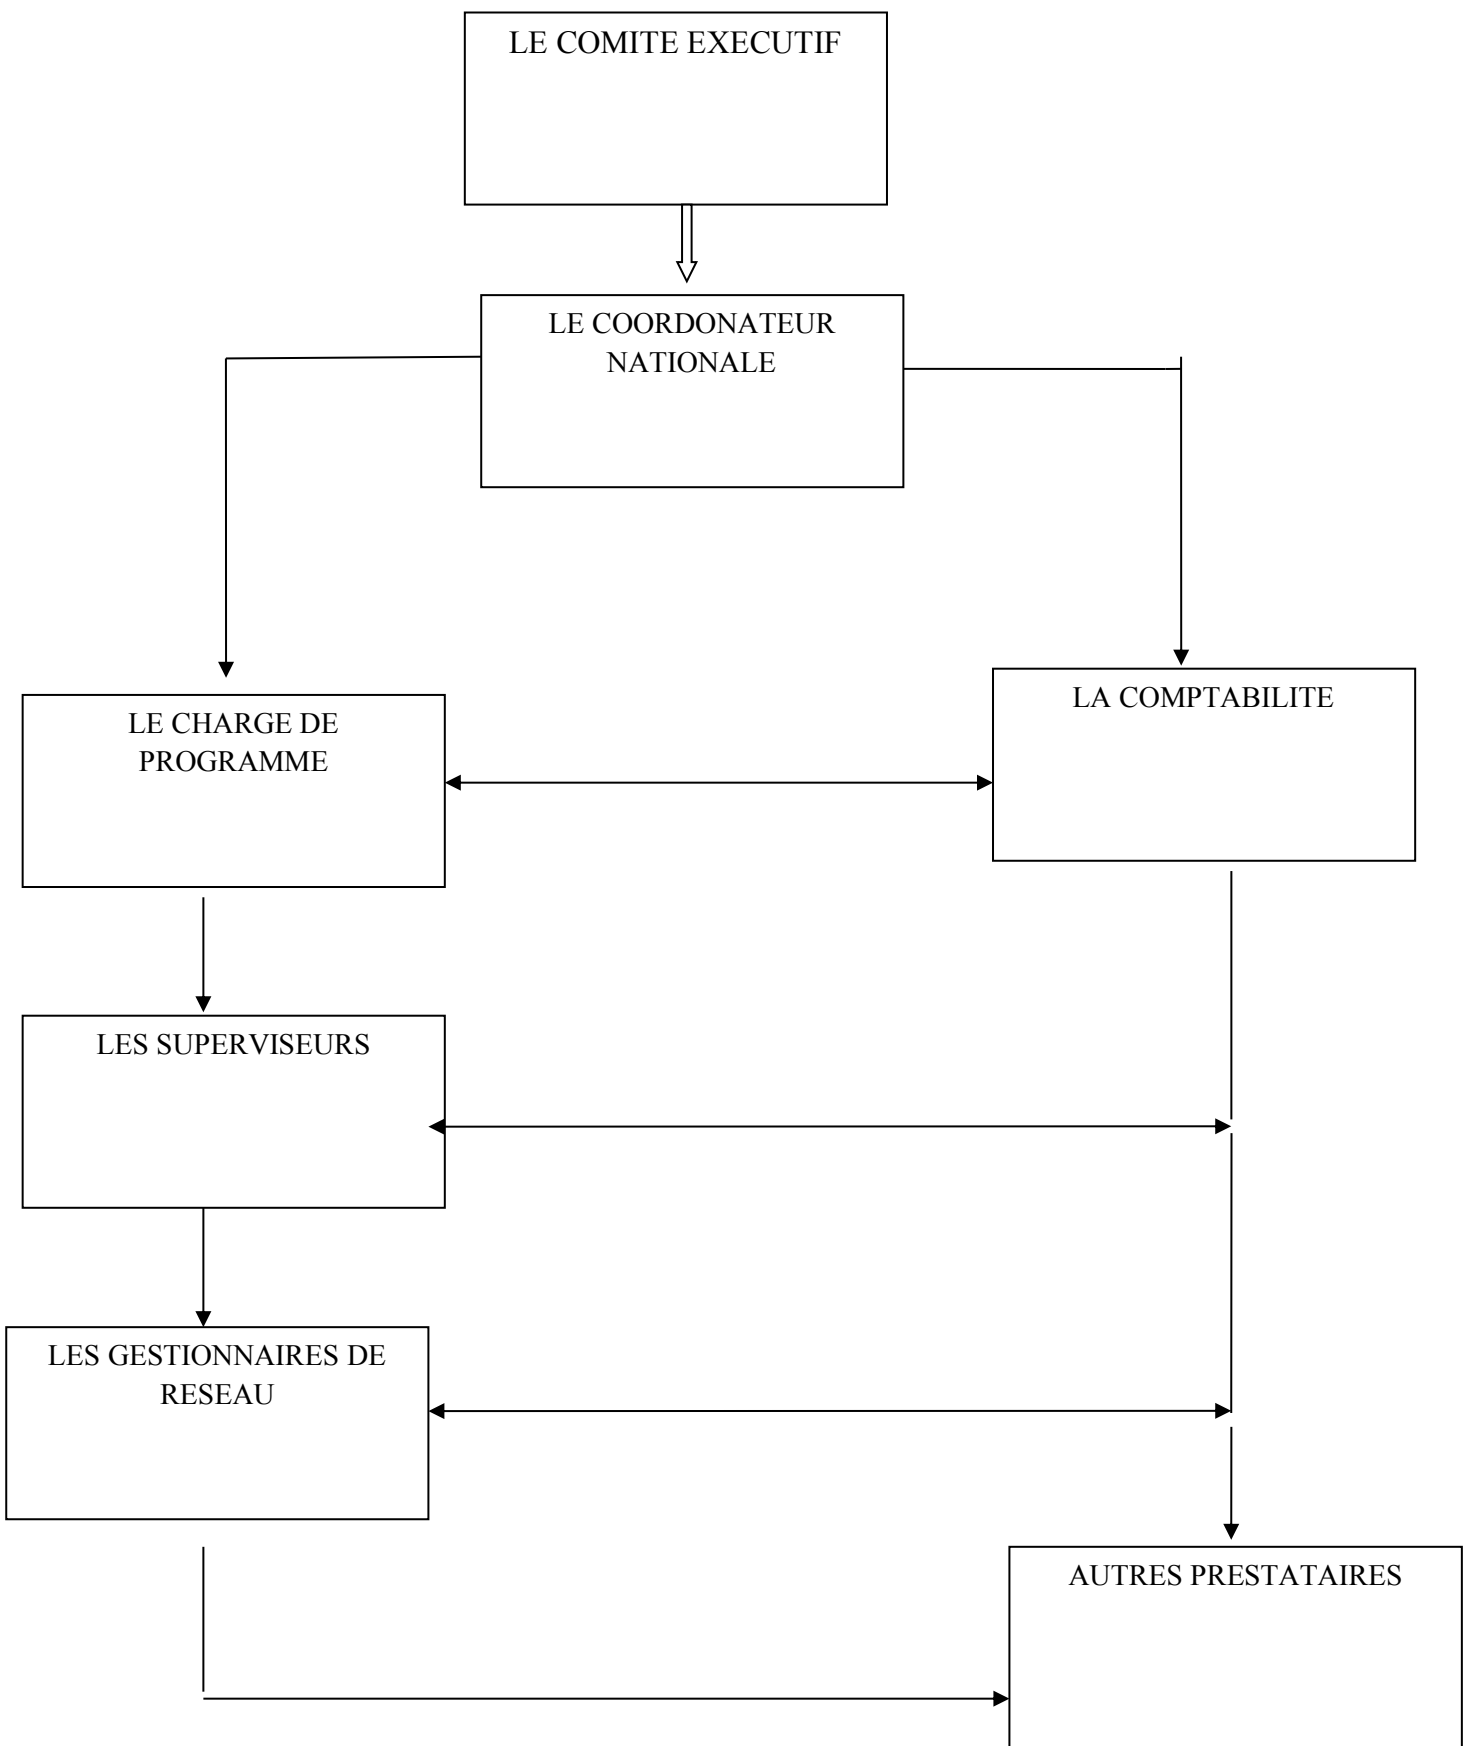 LE COMITE EXECUTIF
LE COORDONATEUR
NATIONALE
LE CHARGE DE
PROGRAMME
LA COMPTABILITE
LES SUPERVISEURS
LES GESTIONNAIRES DE
RESEAU
AUTRES PRESTATAIRES